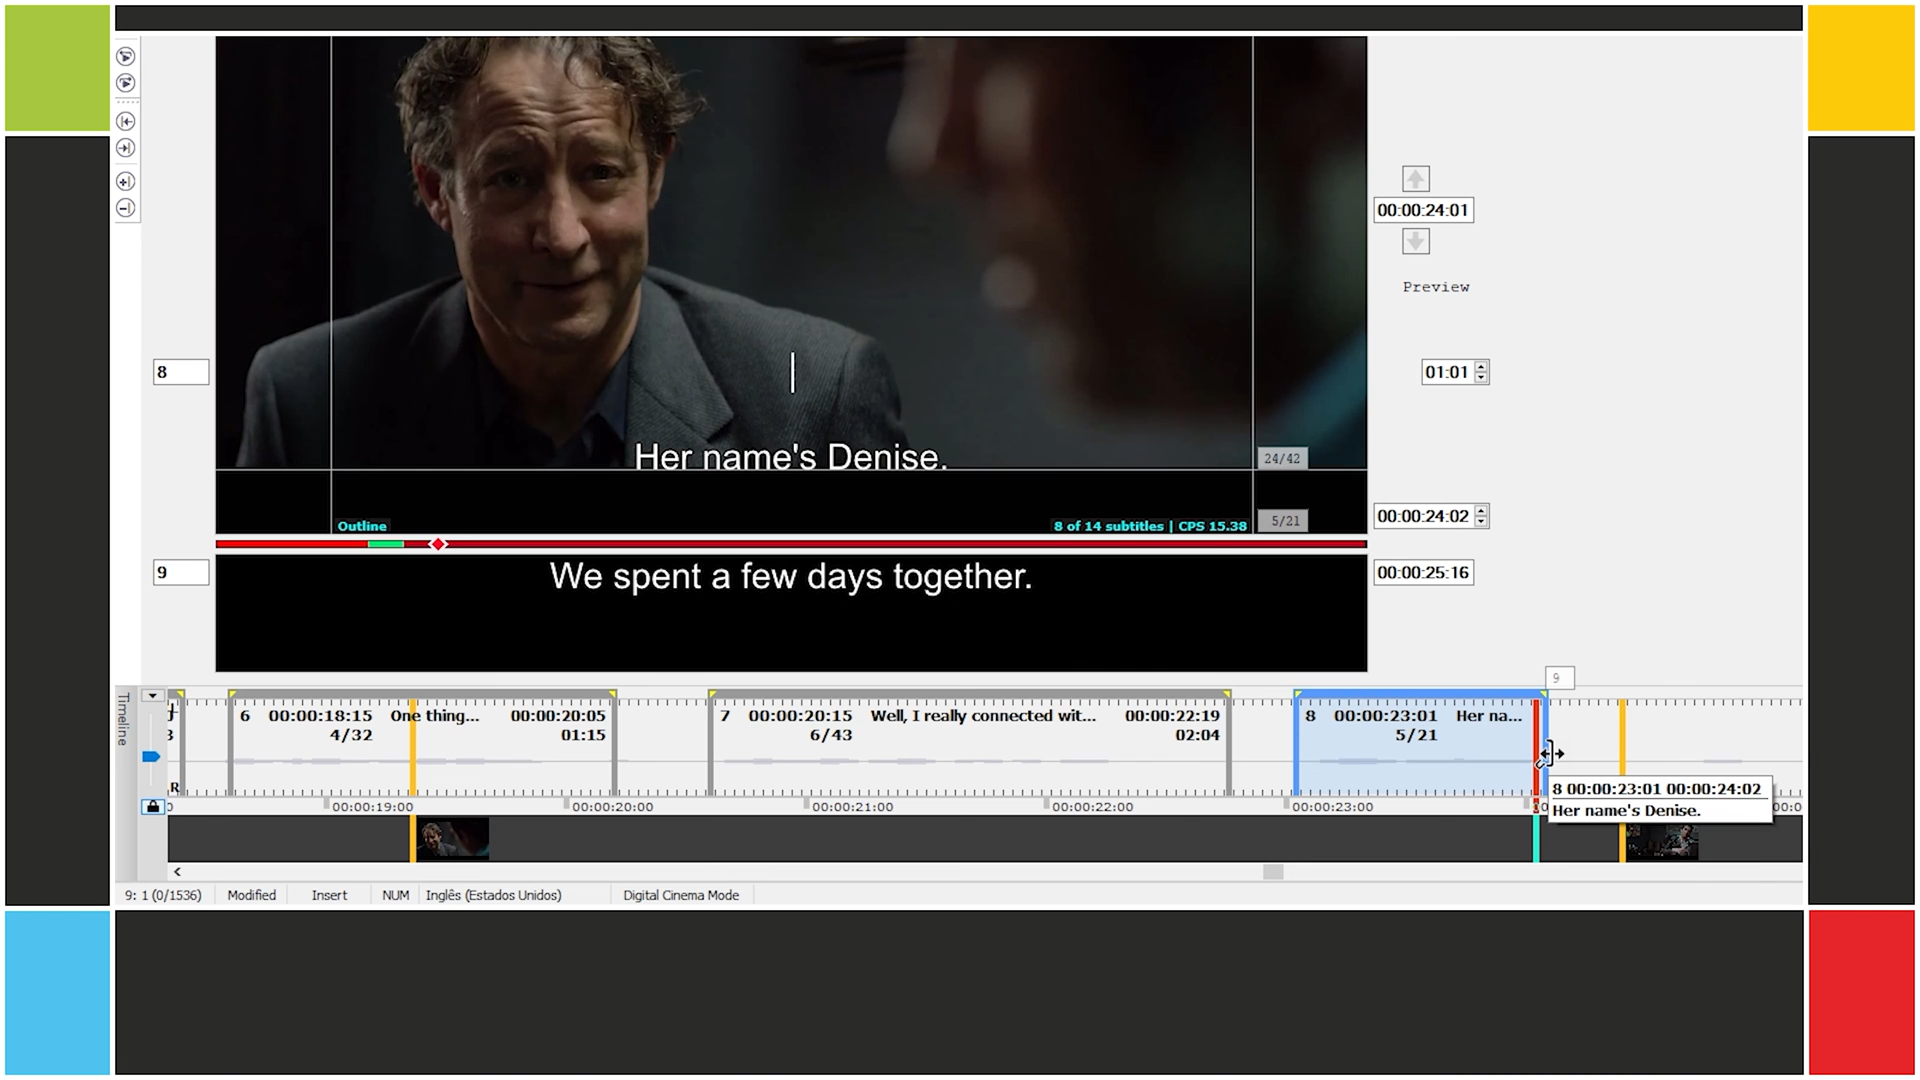 00:00:24:01
Preview
8
01:01
Her name's Denise.
24/42
00:00:24:02
Outline
8 of 14 subtitles | CPS 15.38
5/21
9
We spent a few days together.
00:00:25:16
9
Timeline
6 00:00:18:15 One thing... 00:00:20:05
4/32 01:15
7 00:00:20:15 Well, I really connected wit... 00:00:22:19
6/43 02:04
8 00:00:23:01 Her na...
5/21
R
00:00:19:00 00:00:20:00 00:00:21:00 00:00:22:00 00:00:23:00
8 00:00:23:01 00:00:24:02
Her name's Denise.
9: 1 (0/1536) Modified Insert NUM Inglês (Estados Unidos) Digital Cinema Mode